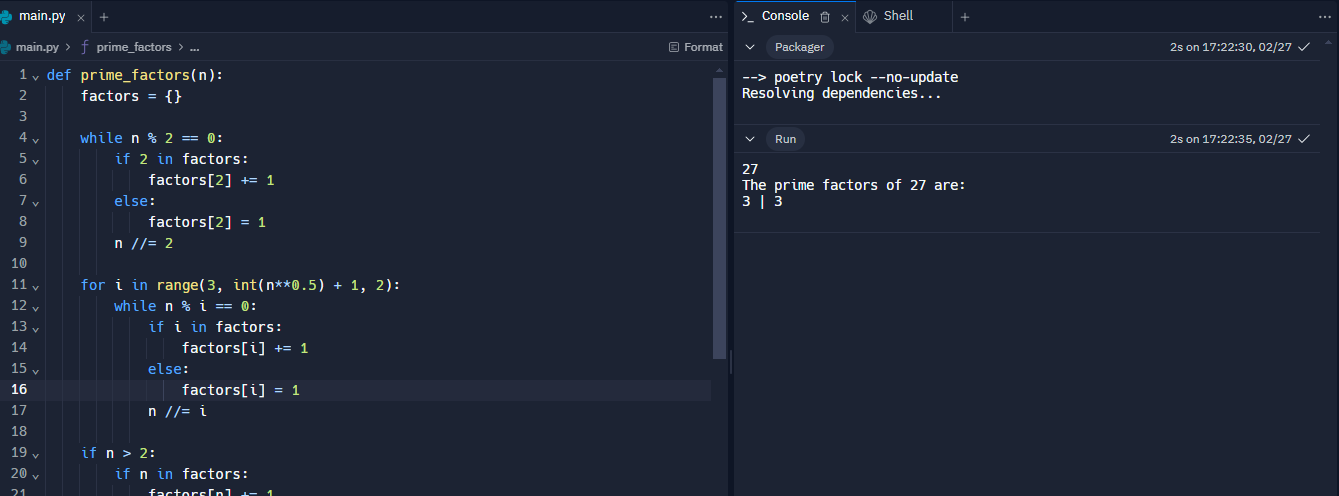 main.py × +
main.py > ƒ prime_factors > ...
Format
1 def prime_factors(n):
2 factors = {}
3
4 while n % 2 == 0:
5 if 2 in factors:
6 factors[2] += 1
7 else:
8 factors[2] = 1
9 n //= 2
10
11 for i in range(3, int(n**0.5) + 1, 2):
12 while n % i == 0:
13 if i in factors:
14 factors[i] += 1
15 else:
16 factors[i] = 1
17 n //= i
18
19 if n > 2:
20 if n in factors:
21 factors[n] += 1
>_ Console × Shell +
Packager 2s on 17:22:30, 02/27
--> poetry lock --no-update
Resolving dependencies...
Run 2s on 17:22:35, 02/27
27
The prime factors of 27 are:
3 | 3